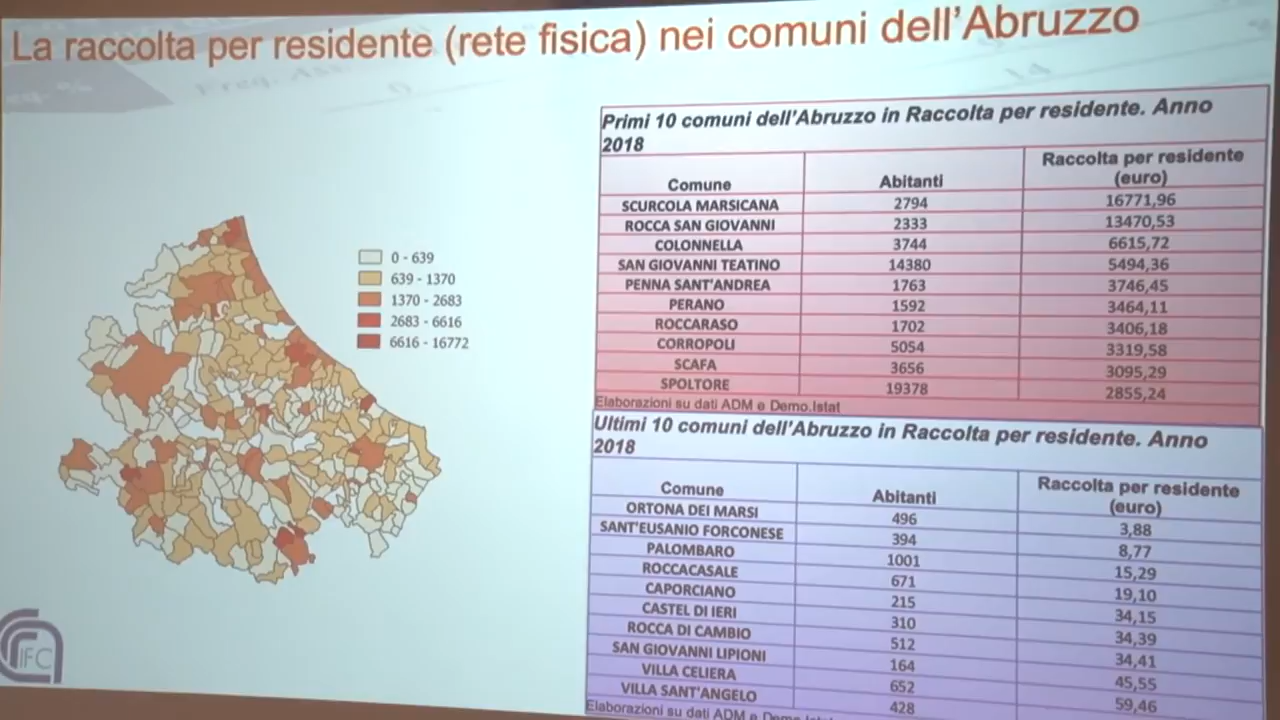 La raccolta per residente (rete fisica) nei comuni dell'Abruzzo
0 - 639
639 - 1370
1370 - 2683
2683 - 6616
6616 - 16772
Primi 10 comuni dell'Abruzzo in Raccolta per residente. Anno
2018
Comune Abitanti Raccolta per residente (euro)
SCURCOLA MARSICANA 2794 16771,96
ROCCA SAN GIOVANNI 2333 13470,53
COLONNELLA 3744 6615,72
SAN GIOVANNI TEATINO 14380 5494,36
PENNA SANT'ANDREA 1763 3746,45
PERANO 1592 3464,11
ROCCARASO 1702 3406,18
CORROPOLI 5054 3319,58
SCAFA 3656 3095,29
SPOLTORE 19378 2855,24
Elaborazioni su dati ADM e Demo.Istat
Ultimi 10 comuni dell'Abruzzo in Raccolta per residente. Anno
2018
Comune Abitanti Raccolta per residente (euro)
ORTONA DEI MARSI 496 3,88
SANT'EUSANIO FORCONESE 394 8,77
PALOMBARO 1001 15,29
ROCCACASALE 671 19,10
CAPORCIANO 215 34,15
CASTEL DI IERI 310 34,39
ROCCA DI CAMBIO 512 34,41
SAN GIOVANNI LIPIONI 164 45,55
VILLA CELIERA 652 59,46
VILLA SANT'ANGELO 428
Elaborazioni su dati ADM e
IFC